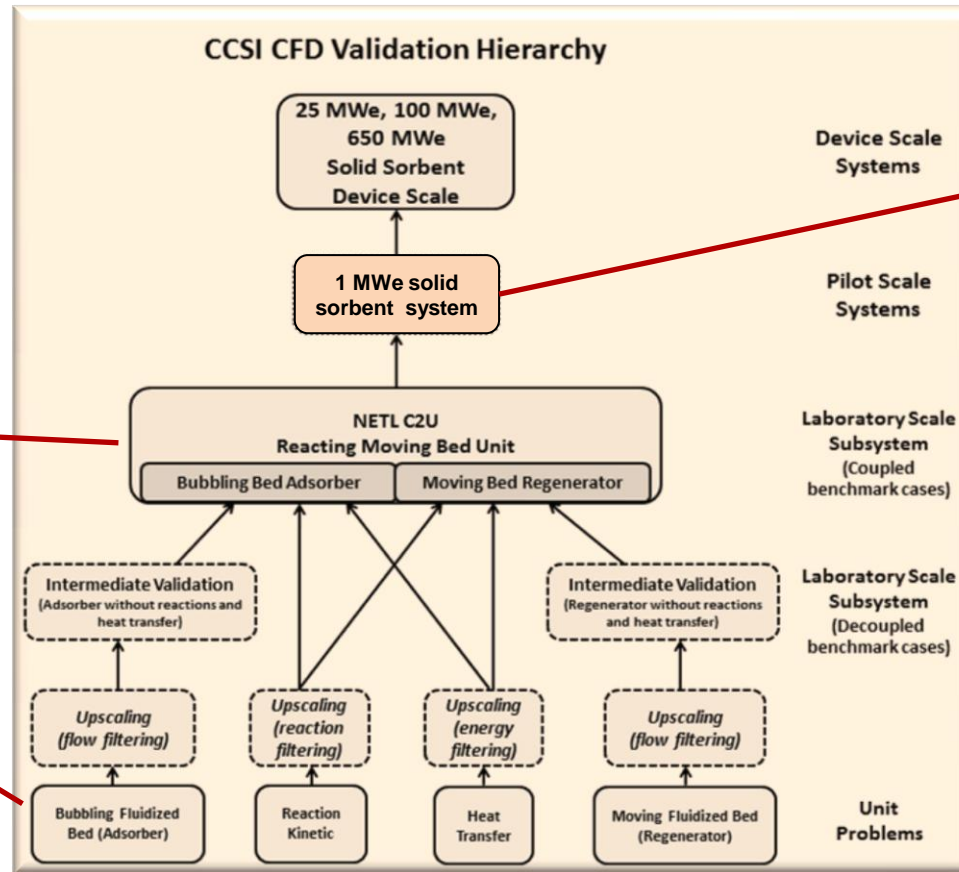 CCSI CFD Validation Hierarchy
25 MWe, 100 MWe,
650 MWe
Solid Sorbent
Device Scale
Device Scale
Systems
1 MWe solid
sorbent system
Pilot Scale
Systems
NETL C2U
Reacting Moving Bed Unit
Bubbling Bed Adsorber
Moving Bed Regenerator
Laboratory Scale
Subsystem
(Coupled
benchmark cases)
Intermediate Validation
(Adsorber without reactions and
heat transfer)
Intermediate Validation
(Regenerator without reactions
and heat transfer)
Laboratory Scale
Subsystem
(Decoupled
benchmark cases)
Upscaling
(flow filtering)
Upscaling
(reaction
filtering)
Upscaling
(energy
filtering)
Upscaling
(flow filtering)
Bubbling Fluidized
Bed (Adsorber)
Reaction
Kinetic
Heat
Transfer
Moving Fluidized Bed
(Regenerator)
Unit
Problems